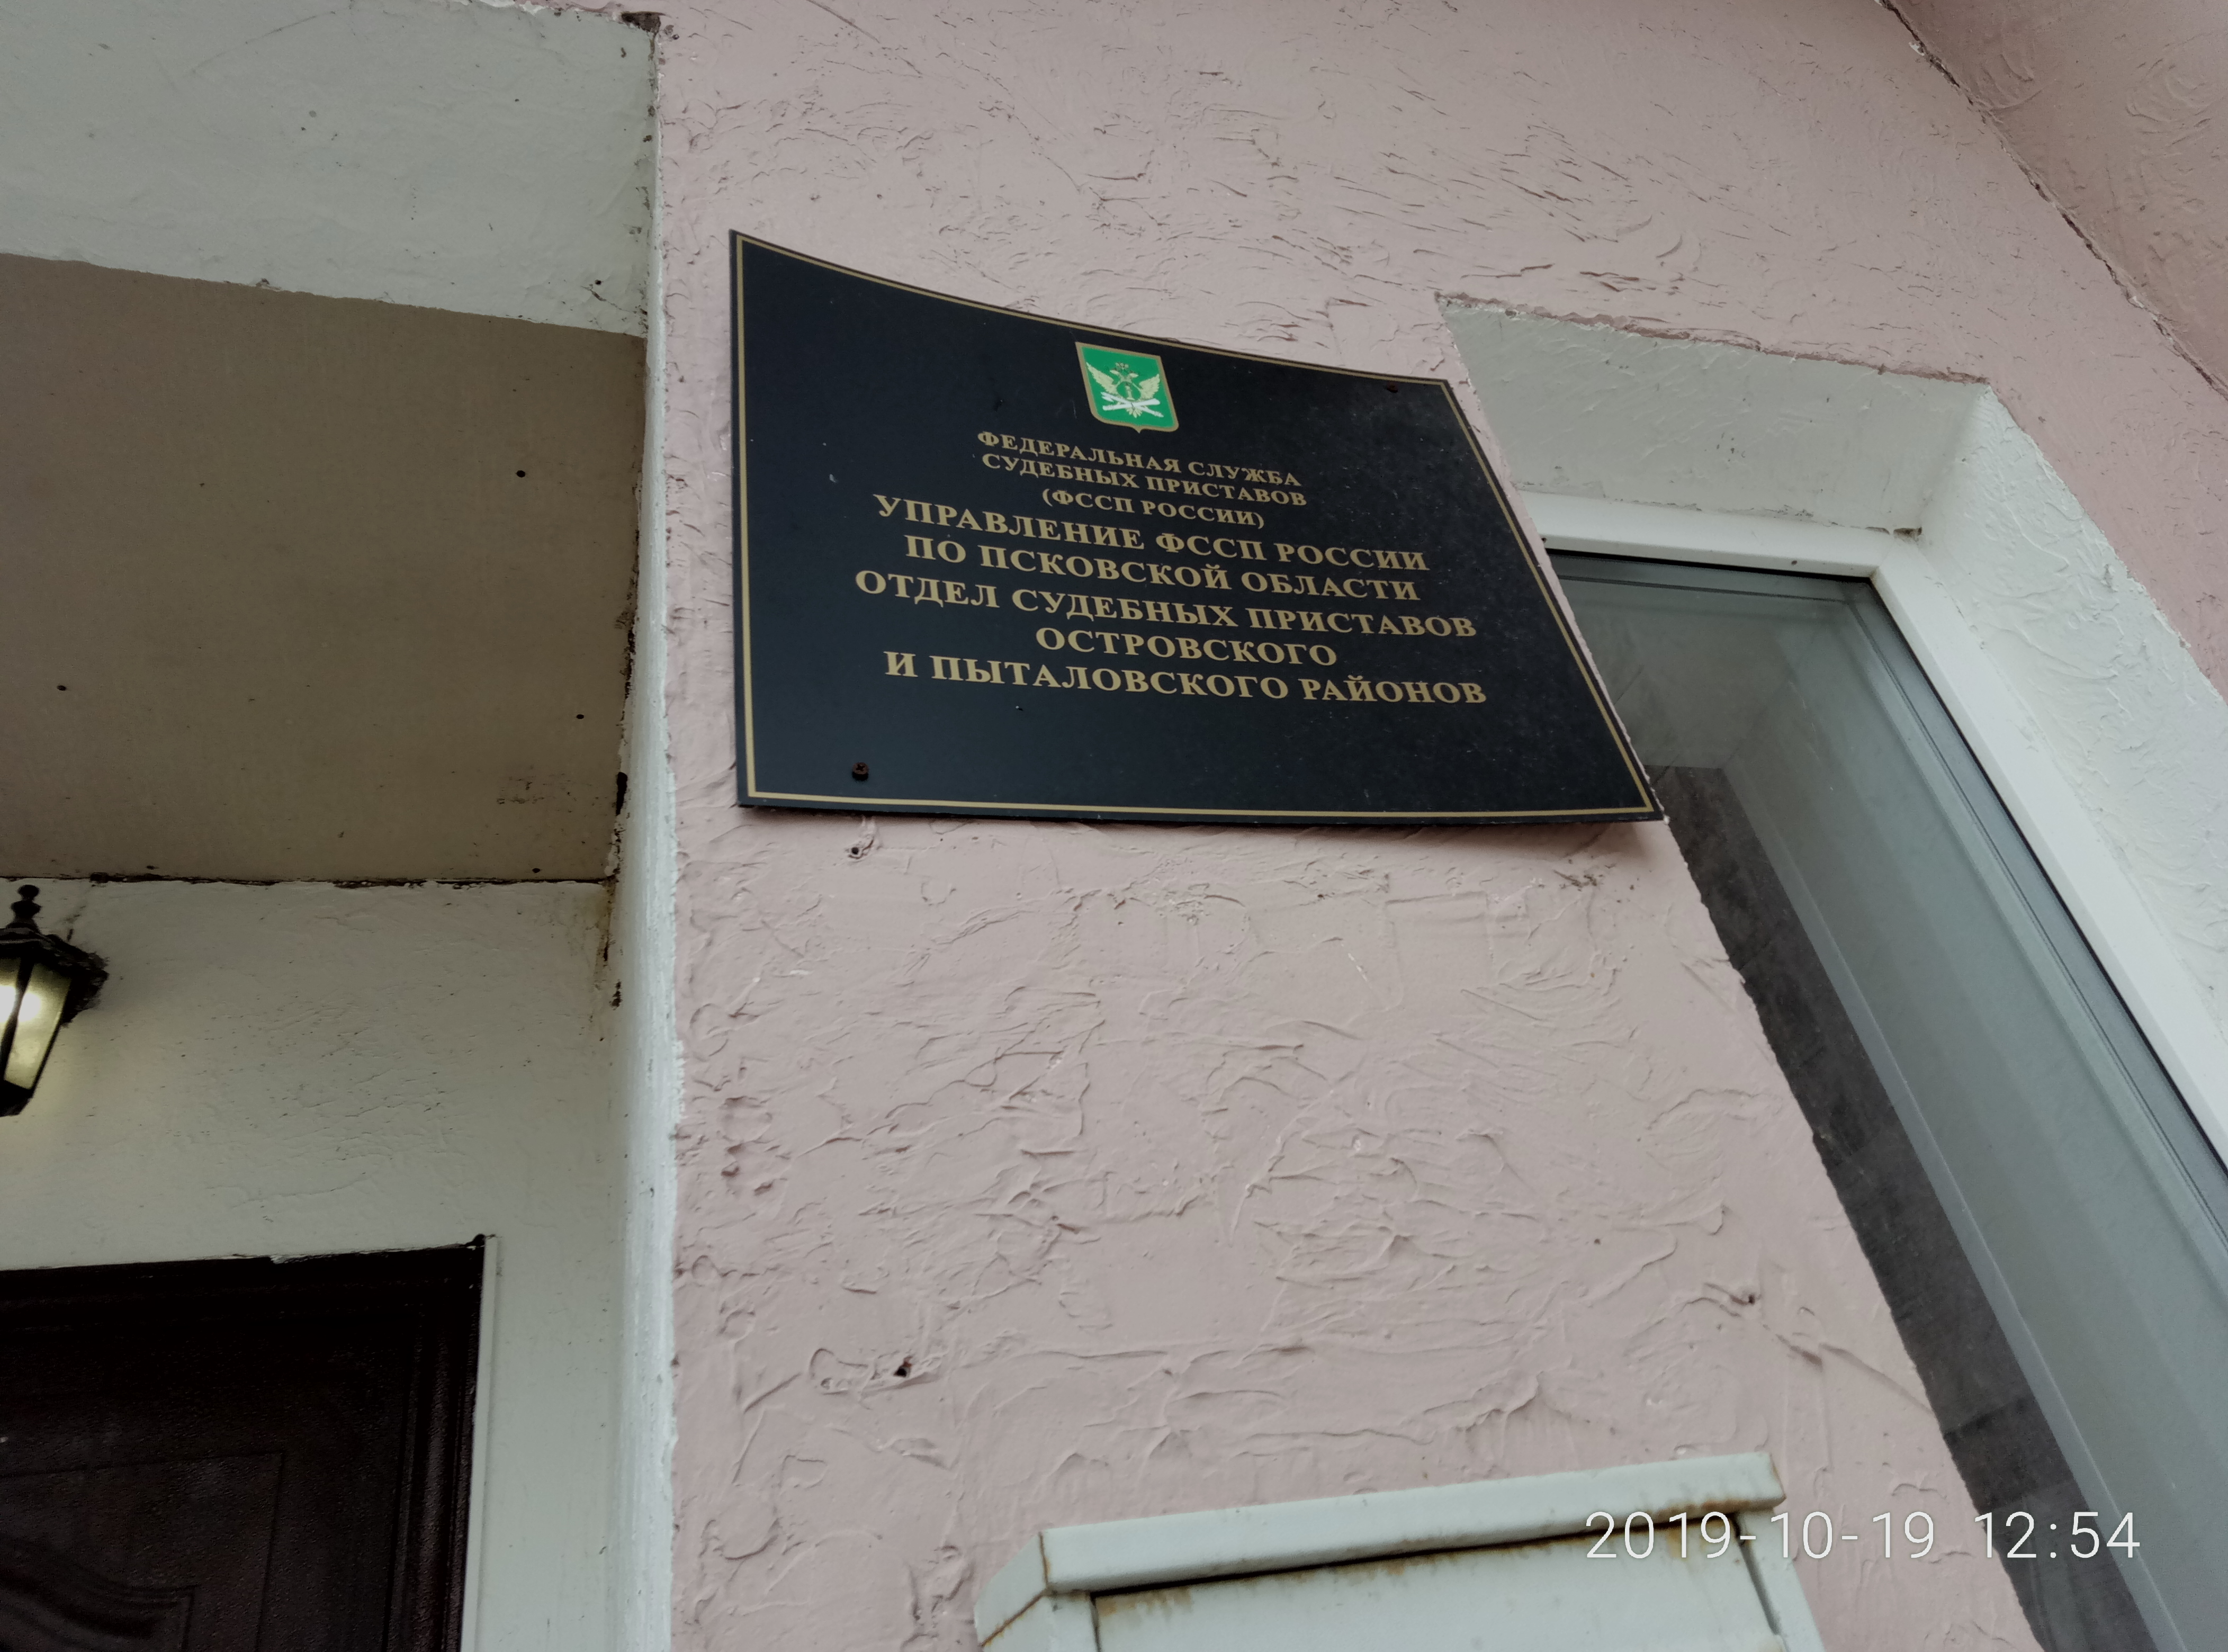 ФЕДЕРАЛЬНАЯ СЛУЖБА
СУДЕБНЫХ ПРИСТАВОВ
(ФССП РОССИИ)
УПРАВЛЕНИЕ ФССП РОССИИ
ПО ПСКОВСКОЙ ОБЛАСТИ
ОТДЕЛ СУДЕБНЫХ ПРИСТАВОВ
ОСТРОВСКОГО
И ПЫТАЛОВСКОГО РАЙОНОВ
2019-10-19 12:54